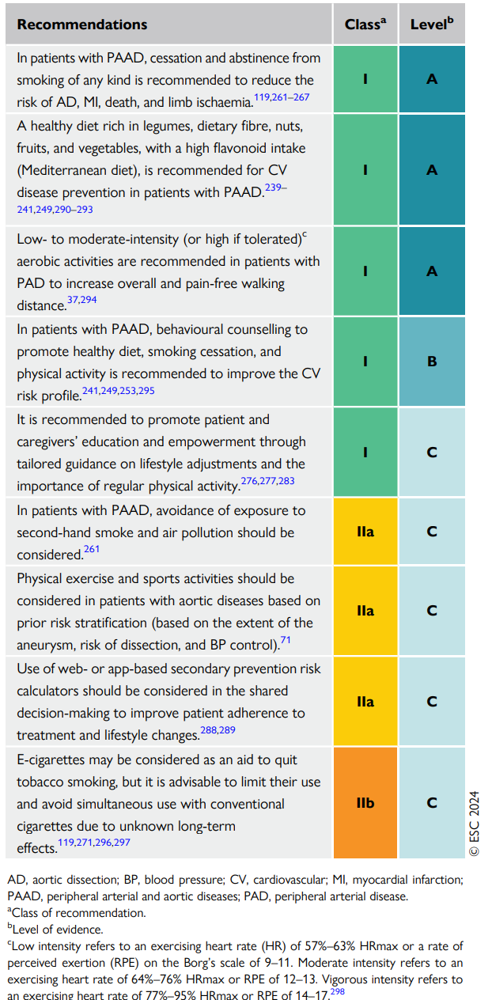 Recommendations Classᵃ Levelᵇ
In patients with PAAD, cessation and abstinence from
smoking of any kind is recommended to reduce the
risk of AD, MI, death, and limb ischaemia.119,261–267
I A
A healthy diet rich in legumes, dietary fibre, nuts,
fruits, and vegetables, with a high flavonoid intake
(Mediterranean diet), is recommended for CV
disease prevention in patients with PAAD.239–
241,249,290–293
I A
Low- to moderate-intensity (or high if tolerated)ᶜ
aerobic activities are recommended in patients with
PAD to increase overall and pain-free walking
distance.37,294
I A
In patients with PAAD, behavioural counselling to
promote healthy diet, smoking cessation, and
physical activity is recommended to improve the CV
risk profile.241,249,253,295
I B
It is recommended to promote patient and
caregivers’ education and empowerment through
tailored guidance on lifestyle adjustments and the
importance of regular physical activity.276,277,283
I C
In patients with PAAD, avoidance of exposure to
second-hand smoke and air pollution should be
considered.261
IIa C
Physical exercise and sports activities should be
considered in patients with aortic diseases based on
prior risk stratification (based on the extent of the
aneurysm, risk of dissection, and BP control).71
IIa C
Use of web- or app-based secondary prevention risk
calculators should be considered in the shared
decision-making to improve patient adherence to
treatment and lifestyle changes.288,289
IIa C
E-cigarettes may be considered as an aid to quit
tobacco smoking, but it is advisable to limit their use
and avoid simultaneous use with conventional
cigarettes due to unknown long-term
effects.119,271,296,297
IIb C
© ESC 2024
AD, aortic dissection; BP, blood pressure; CV, cardiovascular; MI, myocardial infarction;
PAAD, peripheral arterial and aortic diseases; PAD, peripheral arterial disease.
ᵃClass of recommendation.
ᵇLevel of evidence.
ᶜLow intensity refers to an exercising heart rate (HR) of 57%–63% HRmax or a rate of
perceived exertion (RPE) on the Borg’s scale of 9–11. Moderate intensity refers to an
exercising heart rate of 64%–76% HRmax or RPE of 12–13. Vigorous intensity refers to
an exercising heart rate of 77%–95% HRmax or RPE of 14–17.298